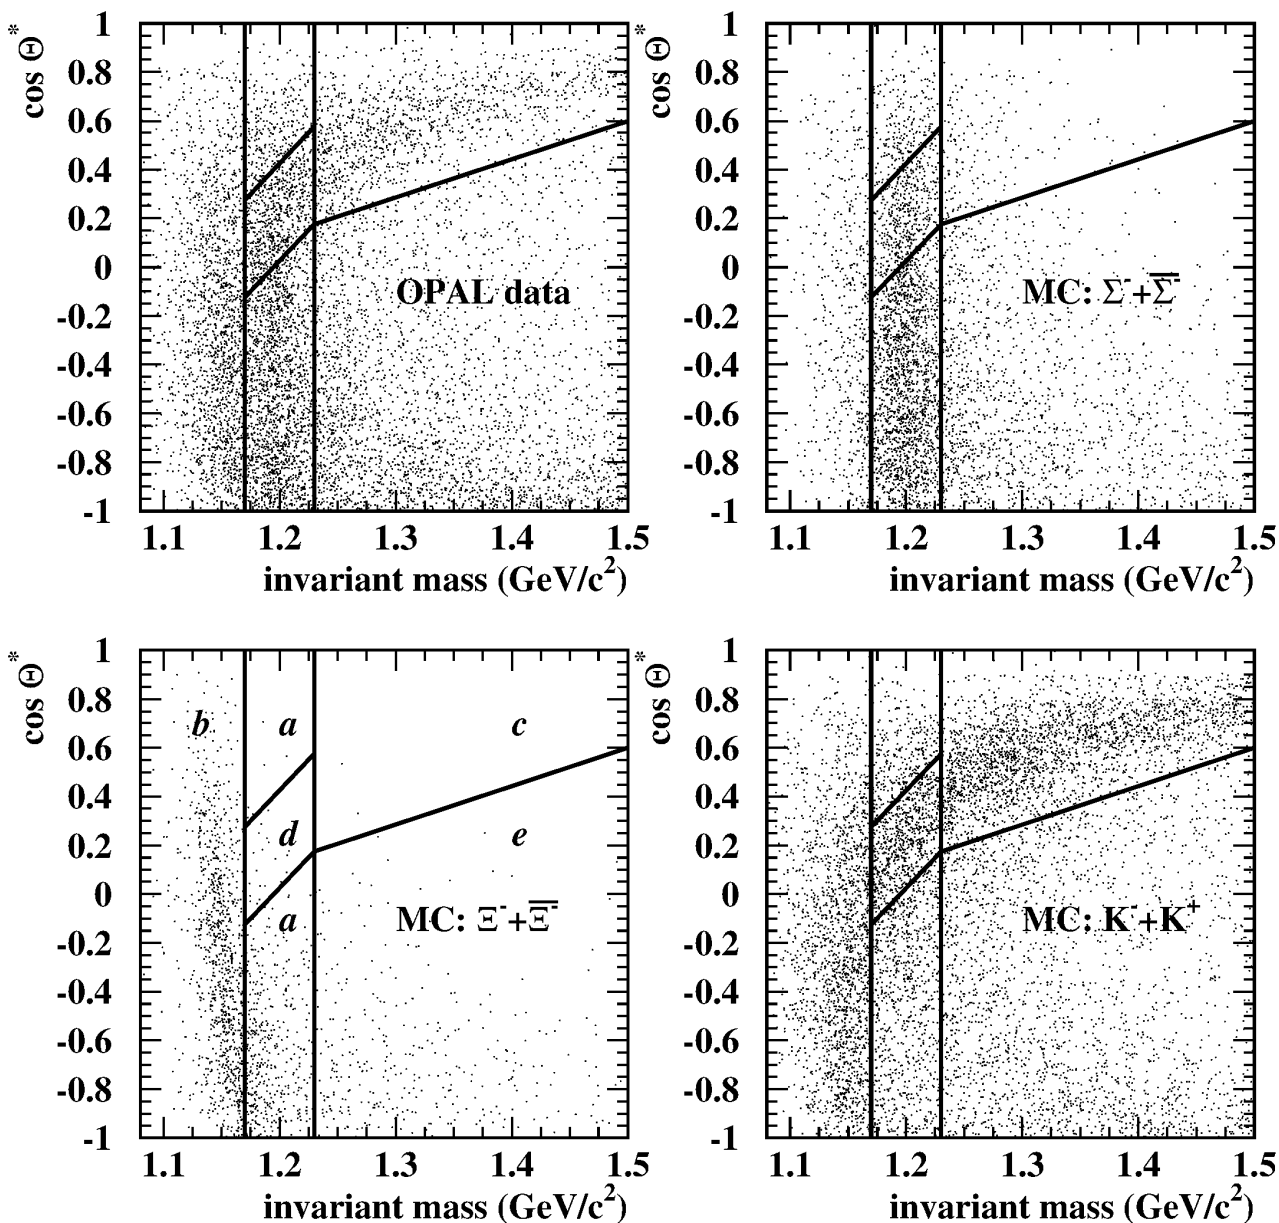 cos Θ*
1
0.8
0.6
0.4
0.2
0
-0.2
-0.4
-0.6
-0.8
-1
OPAL data
1.1 1.2 1.3 1.4 1.5
invariant mass (GeV/c²)
cos Θ*
1
0.8
0.6
0.4
0.2
0
-0.2
-0.4
-0.6
-0.8
-1
MC: Σ⁻+Σ̅⁻
1.1 1.2 1.3 1.4 1.5
invariant mass (GeV/c²)
cos Θ*
1
0.8
0.6
0.4
0.2
0
-0.2
-0.4
-0.6
-0.8
-1
b a c
d e
a MC: Ξ⁻+Ξ̅⁻
1.1 1.2 1.3 1.4 1.5
invariant mass (GeV/c²)
cos Θ*
1
0.8
0.6
0.4
0.2
0
-0.2
-0.4
-0.6
-0.8
-1
MC: K⁻+K⁺
1.1 1.2 1.3 1.4 1.5
invariant mass (GeV/c²)